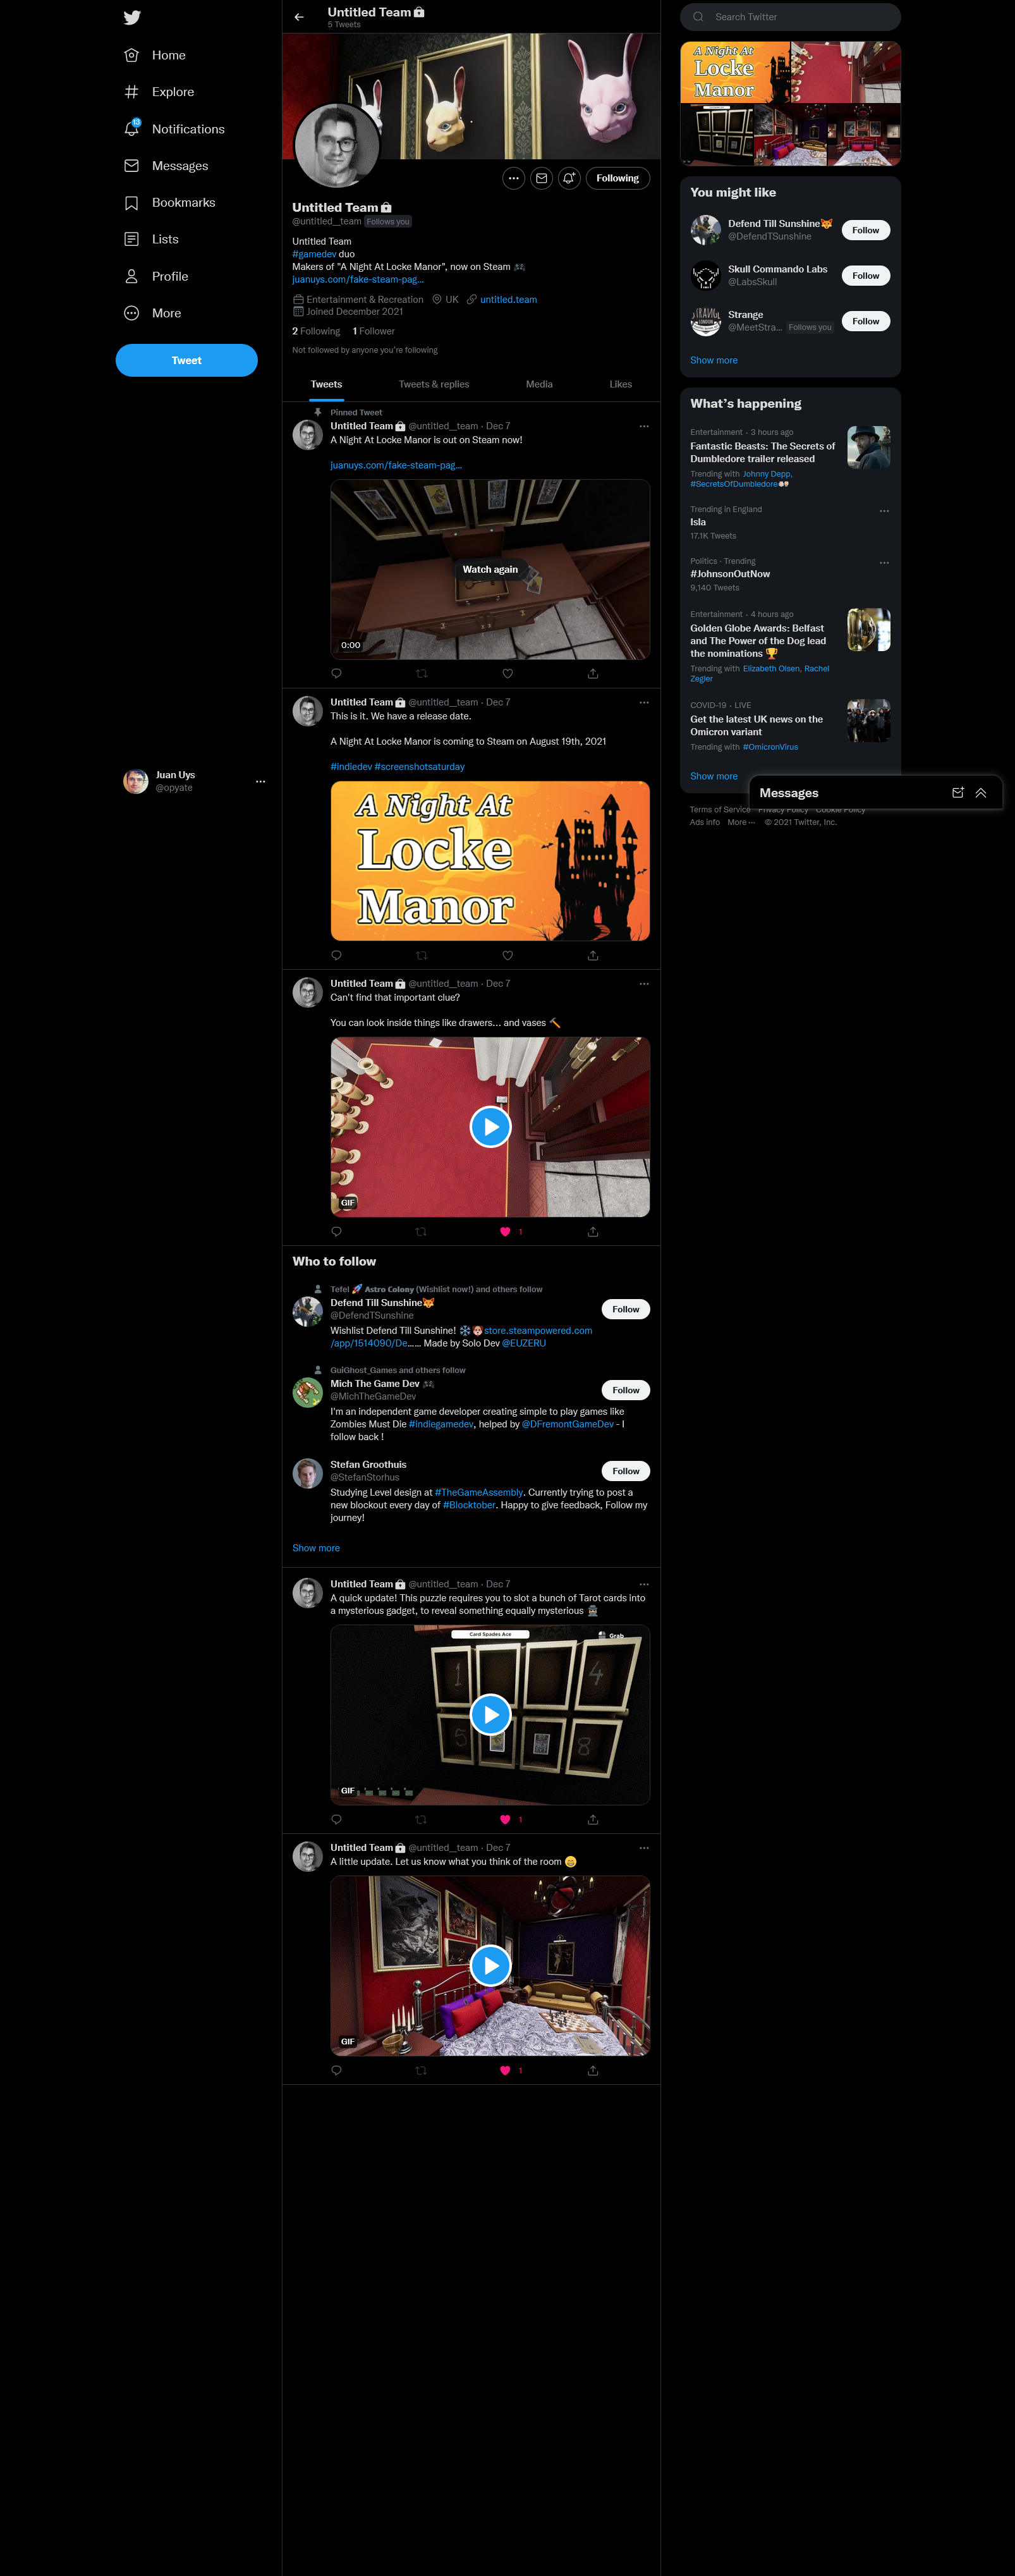 Home
Explore
13
Notifications
Messages
Bookmarks
Lists
Profile
More
Tweet
Juan Uys
@opyate
Untitled Team
5 Tweets
Following
Untitled Team
@untitled__team Follows you
Untitled Team
#gamedev duo
Makers of "A Night At Locke Manor", now on Steam 🎮
juanuys.com/fake-steam-pag...
Entertainment & Recreation UK untitled.team
Joined December 2021
2 Following 1 Follower
Not followed by anyone you're following
Tweets Tweets & replies Media Likes
Pinned Tweet
Untitled Team @untitled__team · Dec 7
A Night At Locke Manor is out on Steam now!
juanuys.com/fake-steam-pag...
Watch again
0:00
Untitled Team @untitled__team · Dec 7
This is it. We have a release date.
A Night At Locke Manor is coming to Steam on August 19th, 2021
#indiedev #screenshotsaturday
A Night At
Locke
Manor
Untitled Team @untitled__team · Dec 7
Can't find that important clue?
You can look inside things like drawers... and vases 🔨
GIF
1
Who to follow
Tefel 🚀 Astro Colony (Wishlist now!) and others follow
Defend Till Sunshine🦊
@DefendTSunshine
Follow
Wishlist Defend Till Sunshine! ❄️store.steampowered.com
/app/1514090/De…... Made by Solo Dev @EUZERU
GuiGhost_Games and others follow
Mich The Game Dev 🎮
@MichTheGameDev
Follow
I'm an independent game developer creating simple to play games like
Zombies Must Die #indiegamedev, helped by @DFremontGameDev - I
follow back !
Stefan Groothuis
@StefanStorhus
Follow
Studying Level design at #TheGameAssembly. Currently trying to post a
new blockout every day of #Blocktober. Happy to give feedback, Follow my
journey!
Show more
Untitled Team @untitled__team · Dec 7
A quick update! This puzzle requires you to slot a bunch of Tarot cards into
a mysterious gadget, to reveal something equally mysterious
Card Spades Ace
Grab
1
4
5
8
GIF
1
Untitled Team @untitled__team · Dec 7
A little update. Let us know what you think of the room 😁
GIF
1
Search Twitter
A Night At
Locke
Manor
You might like
Defend Till Sunshine🦊
@DefendTSunshine
Follow
Skull Commando Labs
@LabsSkull
Follow
Strange
@MeetStra... Follows you
Follow
Show more
What's happening
Entertainment · 3 hours ago
Fantastic Beasts: The Secrets of
Dumbledore trailer released
Trending with Johnny Depp,
#SecretsOfDumbledore
Trending in England
Isla
17.1K Tweets
Politics · Trending
#JohnsonOutNow
9,140 Tweets
Entertainment · 4 hours ago
Golden Globe Awards: Belfast
and The Power of the Dog lead
the nominations 🏆
Trending with Elizabeth Olsen, Rachel
Zegler
COVID-19 · LIVE
Get the latest UK news on the
Omicron variant
Trending with #OmicronVirus
Show more
Messages
Terms of Service Privacy Policy Cookie Policy
Ads info More ··· © 2021 Twitter, Inc.